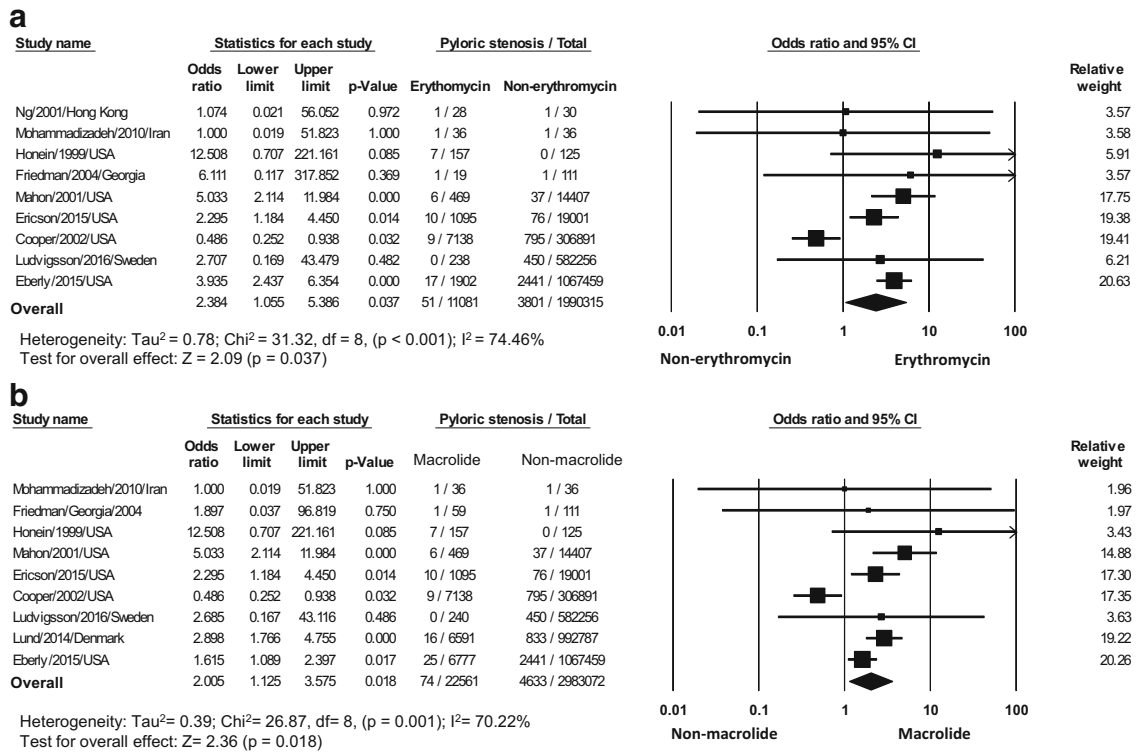 a
Study name Statistics for each study Pyloric stenosis / Total Odds ratio and 95% CI
Odds ratio Lower limit Upper limit p-Value Erythomycin Non-erythromycin Relative weight
Ng/2001/Hong Kong 1.074 0.021 56.052 0.972 1 / 28 1 / 30 3.57
Mohammadizadeh/2010/Iran 1.000 0.019 51.823 1.000 1 / 36 1 / 36 3.58
Honein/1999/USA 12.508 0.707 221.161 0.085 7 / 157 0 / 125 5.91
Friedman/2004/Georgia 6.111 0.117 317.852 0.369 1 / 19 1 / 111 3.57
Mahon/2001/USA 5.033 2.114 11.984 0.000 6 / 469 37 / 14407 17.75
Ericson/2015/USA 2.295 1.184 4.450 0.014 10 / 1095 76 / 19001 19.38
Cooper/2002/USA 0.486 0.252 0.938 0.032 9 / 7138 795 / 306891 19.41
Ludvigsson/2016/Sweden 2.707 0.169 43.479 0.482 0 / 238 450 / 582256 6.21
Eberly/2015/USA 3.935 2.437 6.354 0.000 17 / 1902 2441 / 1067459 20.63
Overall 2.384 1.055 5.386 0.037 51 / 11081 3801 / 1990315
0.01 0.1 1 10 100
Non-erythromycin Erythromycin
Heterogeneity: Tau² = 0.78; Chi² = 31.32, df = 8, (p < 0.001); I² = 74.46%
Test for overall effect: Z = 2.09 (p = 0.037)
b
Study name Statistics for each study Pyloric stenosis / Total Odds ratio and 95% CI
Odds ratio Lower limit Upper limit p-Value Macrolide Non-macrolide Relative weight
Mohammadizadeh/2010/Iran 1.000 0.019 51.823 1.000 1 / 36 1 / 36 1.96
Friedman/Georgia/2004 1.897 0.037 96.819 0.750 1 / 59 1 / 111 1.97
Honein/1999/USA 12.508 0.707 221.161 0.085 7 / 157 0 / 125 3.43
Mahon/2001/USA 5.033 2.114 11.984 0.000 6 / 469 37 / 14407 14.88
Ericson/2015/USA 2.295 1.184 4.450 0.014 10 / 1095 76 / 19001 17.30
Cooper/2002/USA 0.486 0.252 0.938 0.032 9 / 7138 795 / 306891 17.35
Ludvigsson/2016/Sweden 2.685 0.167 43.116 0.486 0 / 240 450 / 582256 3.63
Lund/2014/Denmark 2.898 1.766 4.755 0.000 16 / 6591 833 / 992787 19.22
Eberly/2015/USA 1.615 1.089 2.397 0.017 25 / 6777 2441 / 1067459 20.26
Overall 2.005 1.125 3.575 0.018 74 / 22561 4633 / 2983072
0.01 0.1 1 10 100
Non-macrolide Macrolide
Heterogeneity: Tau²= 0.39; Chi²= 26.87, df= 8, (p = 0.001); I²= 70.22%
Test for overall effect: Z= 2.36 (p = 0.018)